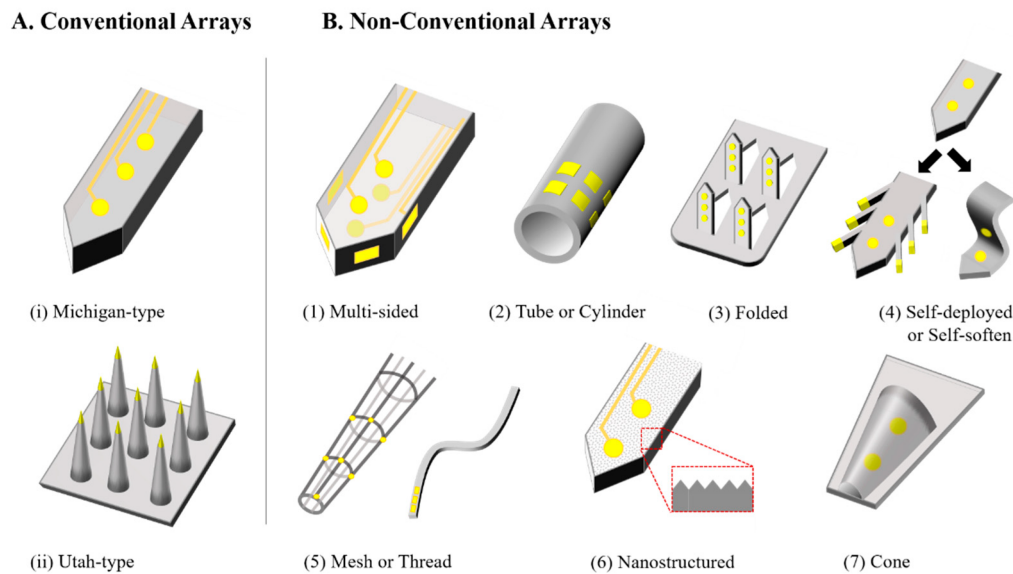 A. Conventional Arrays
B. Non-Conventional Arrays
(i) Michigan-type
(1) Multi-sided
(2) Tube or Cylinder
(3) Folded
(4) Self-deployed
or Self-soften
(ii) Utah-type
(5) Mesh or Thread
(6) Nanostructured
(7) Cone